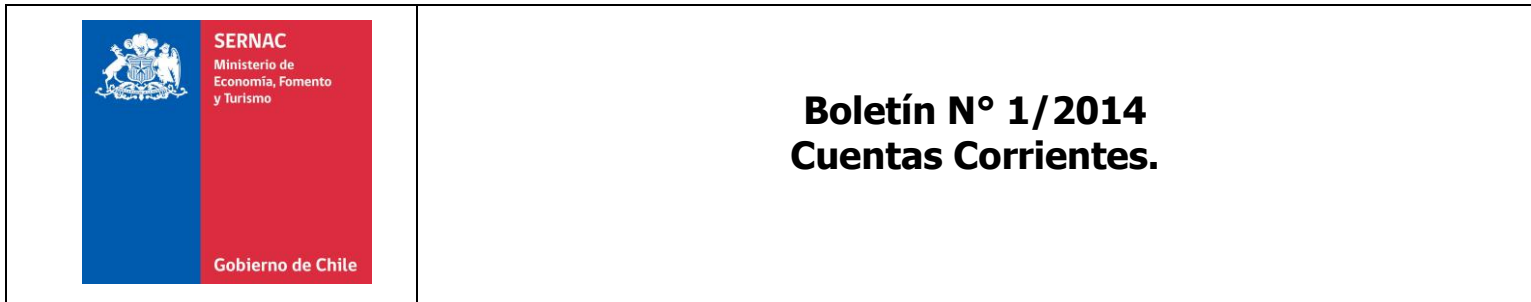 SERNAC
Ministerio de
Economía, Fomento
y Turismo
Gobierno de Chile
Boletín N° 1/2014
Cuentas Corrientes.